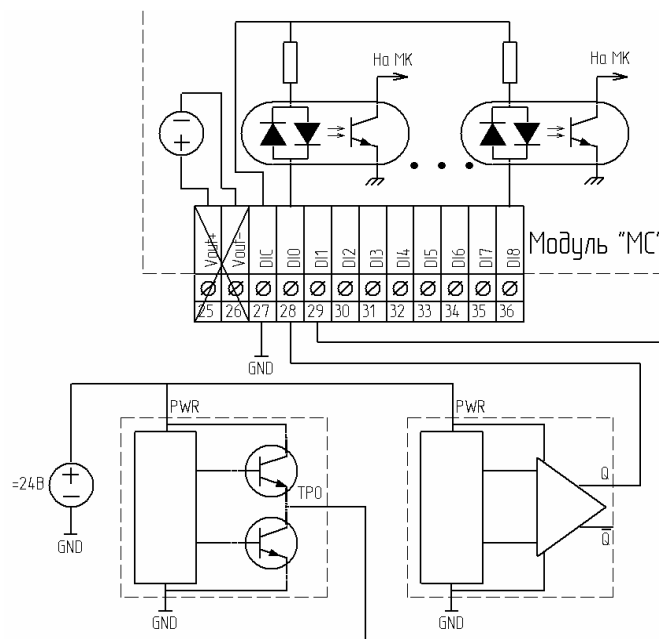 На МК
На МК
Vout+
Vout-
DIC
DI0
DI1
DI2
DI3
DI4
DI5
DI6
DI7
DI8
Модуль "МС"
25 26 27 28 29 30 31 32 33 34 35 36
GND
PWR
PWR
=24В
TPO
Q
Q̅
GND
GND
GND